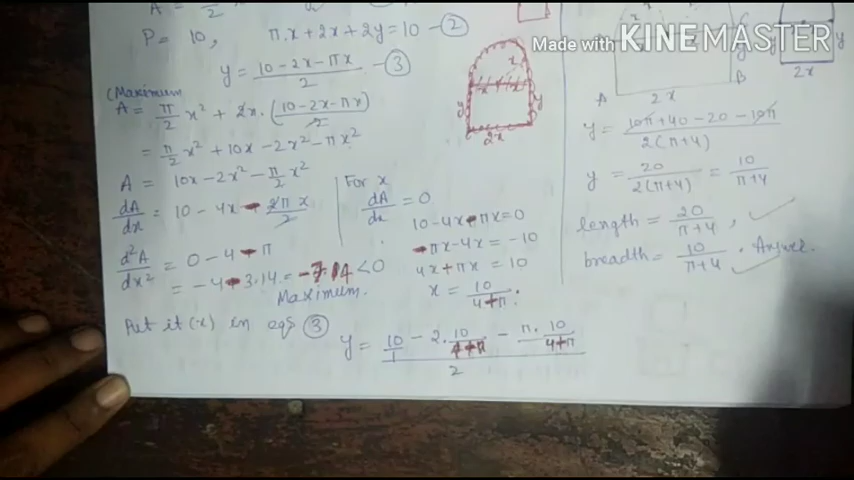 P = 10, π.x + 2x + 2y = 10 - ②
y = (10 - 2x - πx)/2 - ③
(Maximum
A = π/2 x² + 2x. (10 - 2x - πx)/2
= π/2 x² + 10x - 2x² - πx²
A = 10x - 2x² - π/2 x²
dA/dx = 10 - 4x - 2πx/2
d²A/dx² = 0 - 4 - π
= -4 - 3.14 = -7.14 < 0
Maximum.
For x
dA/dx = 0
10 - 4x - πx = 0
-πx - 4x = -10
4x + πx = 10
x = 10/(4+π).
Put it (x) in eqs ③
y = (10/1 - 2.10/(4+π) - π.10/(4+π))/2
x
x
x
y
y
2x
Made with KINEMASTER
x
A
2x
B
y
2x
y = (10π + 40 - 20 - 10π)/2(π+4)
y = 20/2(π+4) = 10/(π+4)
length = 20/(π+4),
breadth = 10/(π+4) . Answer.